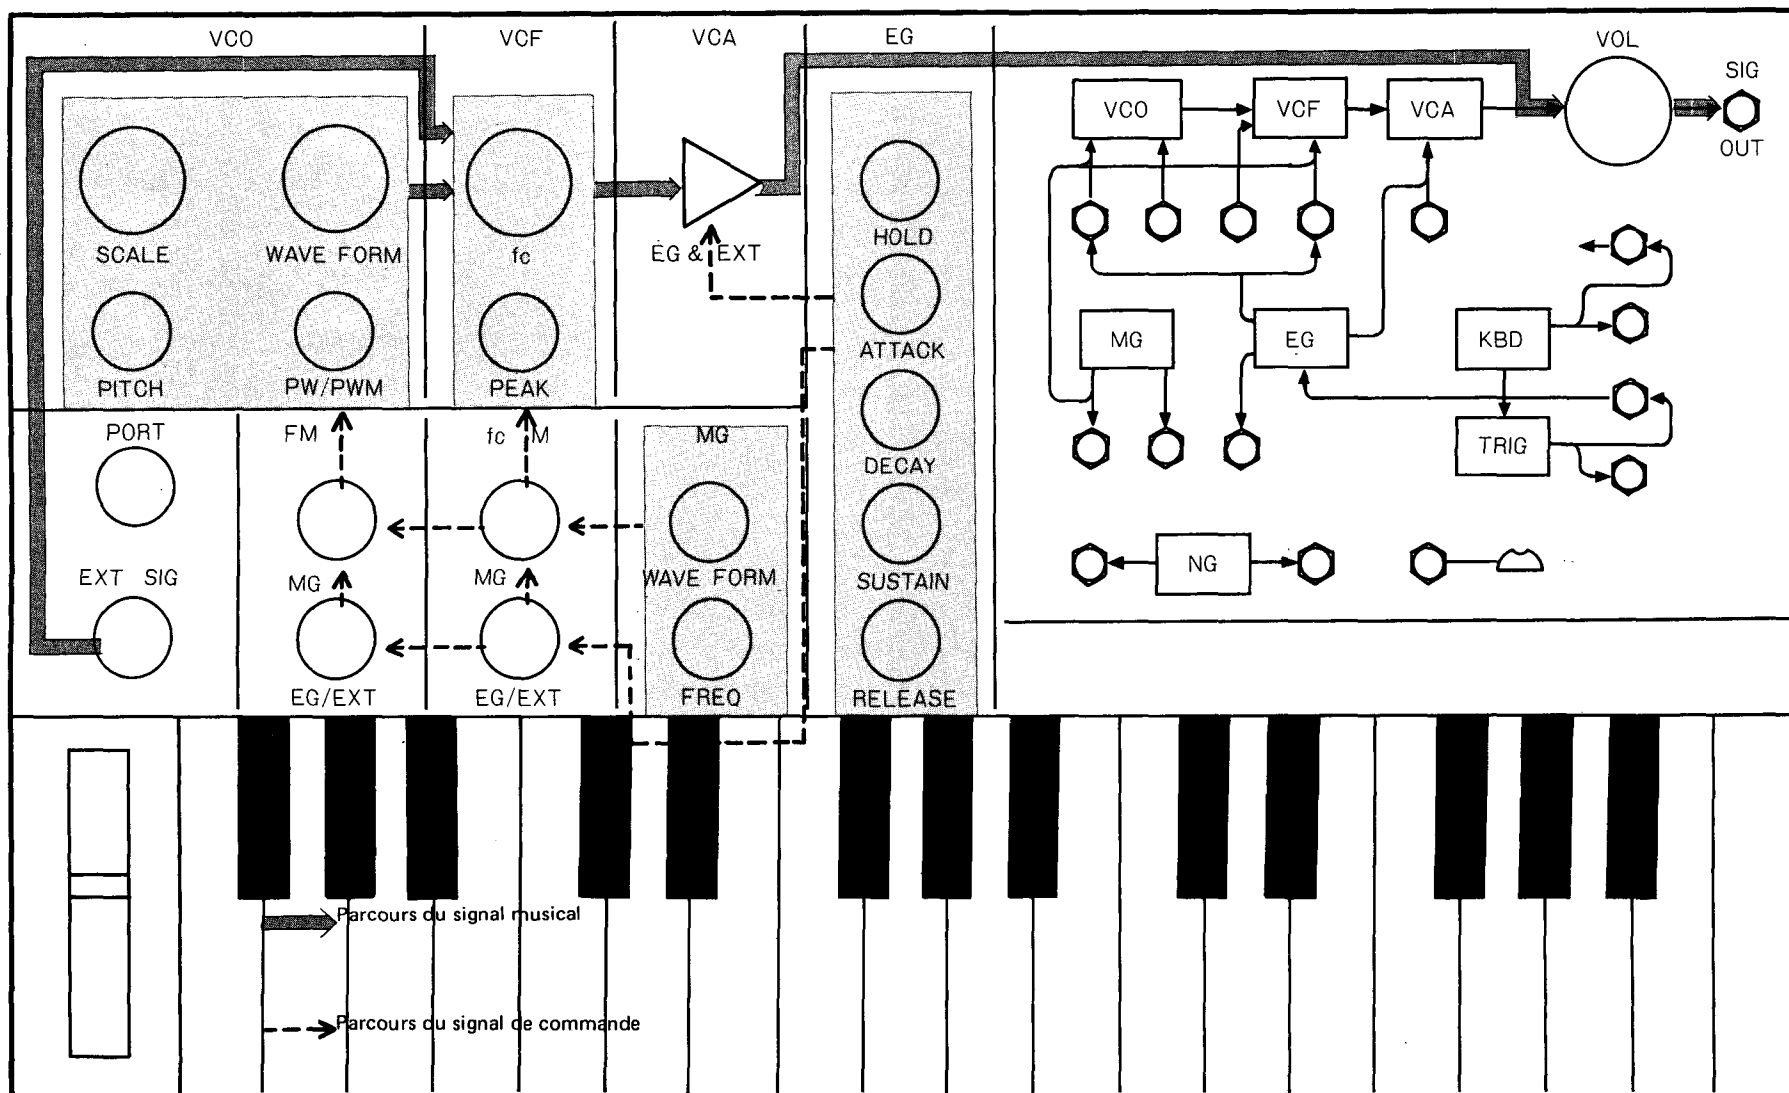 VCO
VCF
VCA
EG
VOL
SIG
OUT
SCALE
WAVE FORM
fc
EG & EXT
HOLD
PITCH
PW/PWM
PEAK
ATTACK
PORT
FM
fc M
MG
DECAY
EXT SIG
MG
MG
WAVE FORM
SUSTAIN
EG/EXT
EG/EXT
FREQ
RELEASE
VCO
VCF
VCA
MG
EG
KBD
TRIG
NG
Parcours du signal musical
Parcours du signal de commande